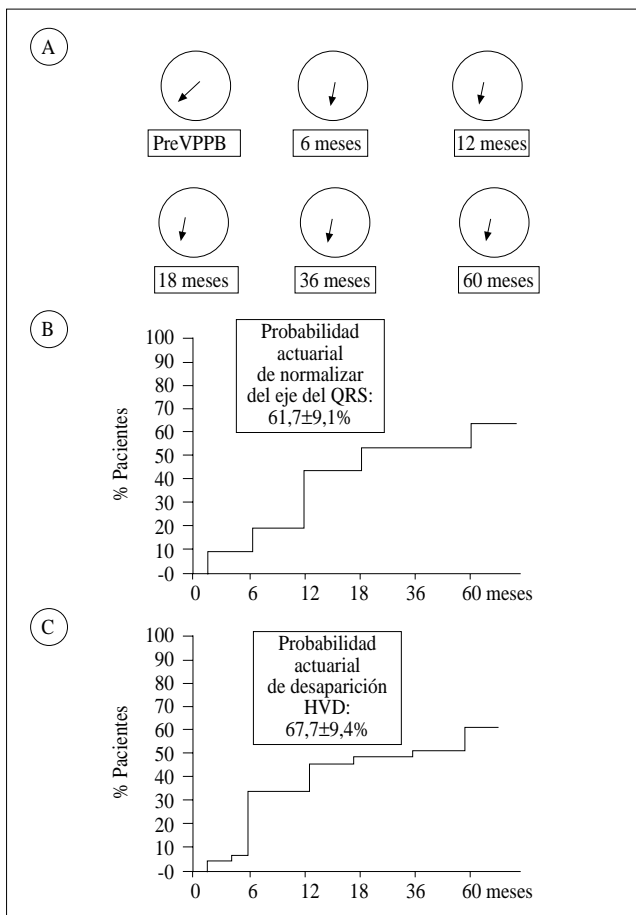 A
PreVPPB
6 meses
12 meses
18 meses
36 meses
60 meses
B
Probabilidad
actuarial
de normalizar
del eje del QRS:
61,7±9,1%
% Pacientes
100
90
80
70
60
50
40
30
20
10
-0
0 6 12 18 36 60 meses
C
Probabilidad
actuarial
de desaparición
HVD:
67,7±9,4%
% Pacientes
100
90
80
70
60
50
40
30
20
10
-0
0 6 12 18 36 60 meses